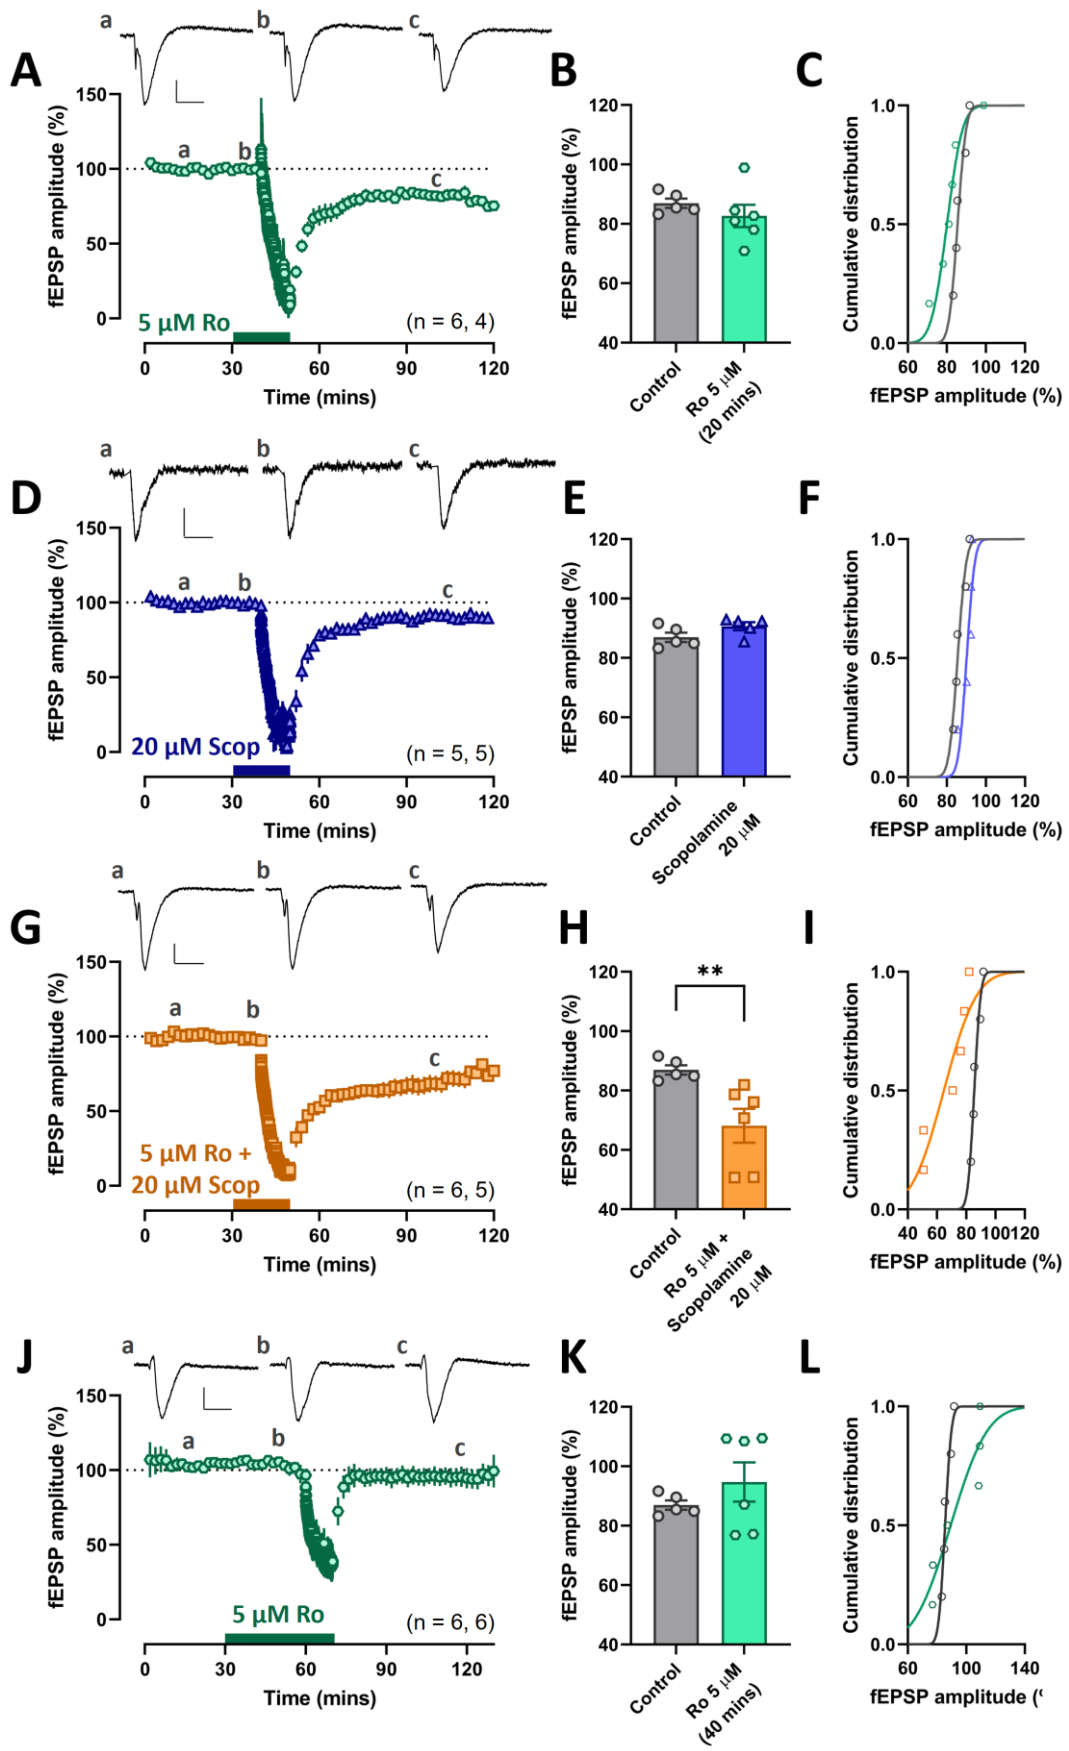 a b c
A B C
150
100
50
0
fEPSP amplitude (%)
a b c
5 µM Ro
(n = 6, 4)
0 30 60 90 120
Time (mins)
120
100
80
60
40
fEPSP amplitude (%)
Control
Ro 5 µM
(20 mins)
1.0
0.5
0.0
Cumulative distribution
60 80 100 120
fEPSP amplitude (%)
a b c
D E F
150
100
50
0
fEPSP amplitude (%)
a b c
20 µM Scop
(n = 5, 5)
0 30 60 90 120
Time (mins)
120
100
80
60
40
fEPSP amplitude (%)
Control
Scopolamine
20 µM
1.0
0.5
0.0
Cumulative distribution
60 80 100 120
fEPSP amplitude (%)
a b c
G H I
150
100
50
0
fEPSP amplitude (%)
a b c
5 µM Ro +
20 µM Scop
(n = 6, 5)
0 30 60 90 120
Time (mins)
120
100
80
60
40
fEPSP amplitude (%)
**
Control
Ro 5 µM +
Scopolamine
20 µM
1.0
0.5
0.0
Cumulative distribution
40 60 80 100 120
fEPSP amplitude (%)
a b c
J K L
150
100
50
0
fEPSP amplitude (%)
a b c
5 µM Ro
(n = 6, 6)
0 30 60 90 120
Time (mins)
120
100
80
60
40
fEPSP amplitude (%)
Control
Ro 5 µM
(40 mins)
1.0
0.5
0.0
Cumulative distribution
60 100 140
fEPSP amplitude (